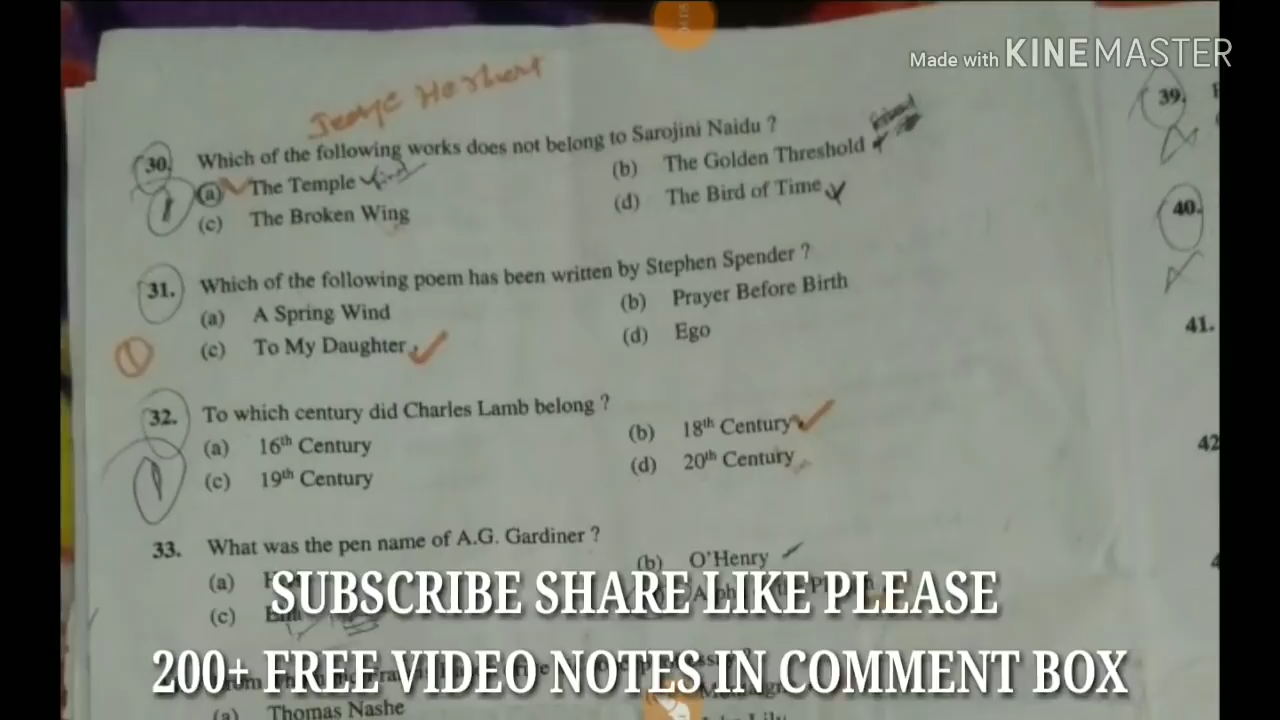 Made with KINEMASTER
George Herbert
30. Which of the following works does not belong to Sarojini Naidu ?
(a) The Temple (b) The Golden Threshold
(c) The Broken Wing (d) The Bird of Time
31. Which of the following poem has been written by Stephen Spender ?
(a) A Spring Wind (b) Prayer Before Birth
(c) To My Daughter (d) Ego
32. To which century did Charles Lamb belong ?
(a) 16th Century (b) 18th Century
(c) 19th Century (d) 20th Century
33. What was the pen name of A.G. Gardiner ?
(a) (b) O'Henry
(c)
SUBSCRIBE SHARE LIKE PLEASE
200+ FREE VIDEO NOTES IN COMMENT BOX
(a) Thomas Nashe
39.
40.
41.
42